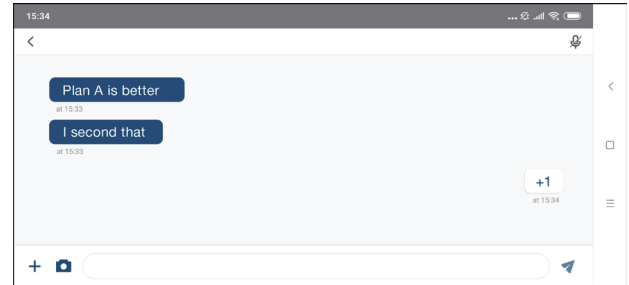 15:34
Plan A is better
at 15:33
I second that
at 15:33
+1
at 15:34